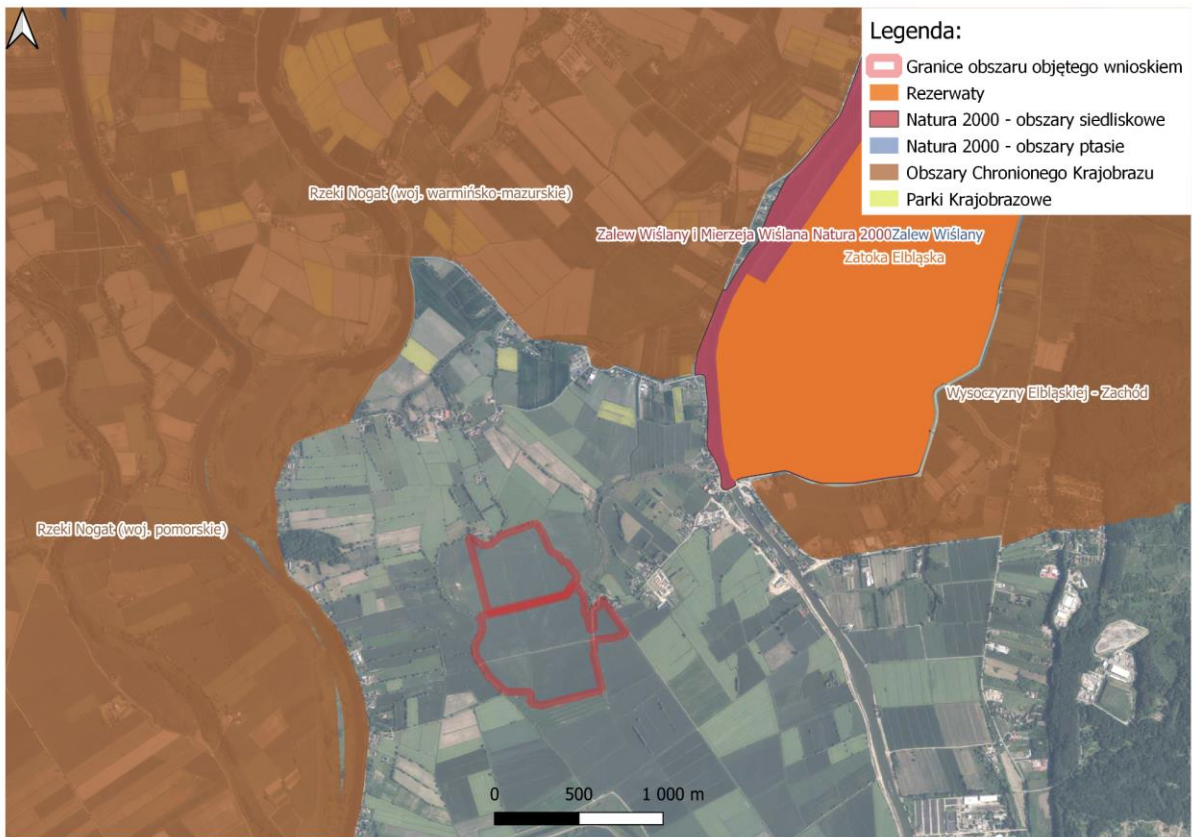 Legenda:
Granice obszaru objętego wnioskiem
Rezerwaty
Natura 2000 - obszary siedliskowe
Natura 2000 - obszary ptasie
Obszary Chronionego Krajobrazu
Parki Krajobrazowe
Rzeki Nogat (woj. warmińsko-mazurskie)
Zalew Wiślany i Mierzeja Wiślana Natura 2000Zalew Wiślany
Zatoka Elbląska
Wysoczyzny Elbląskiej - Zachód
Rzeki Nogat (woj. pomorskie)
0 500 1 000 m